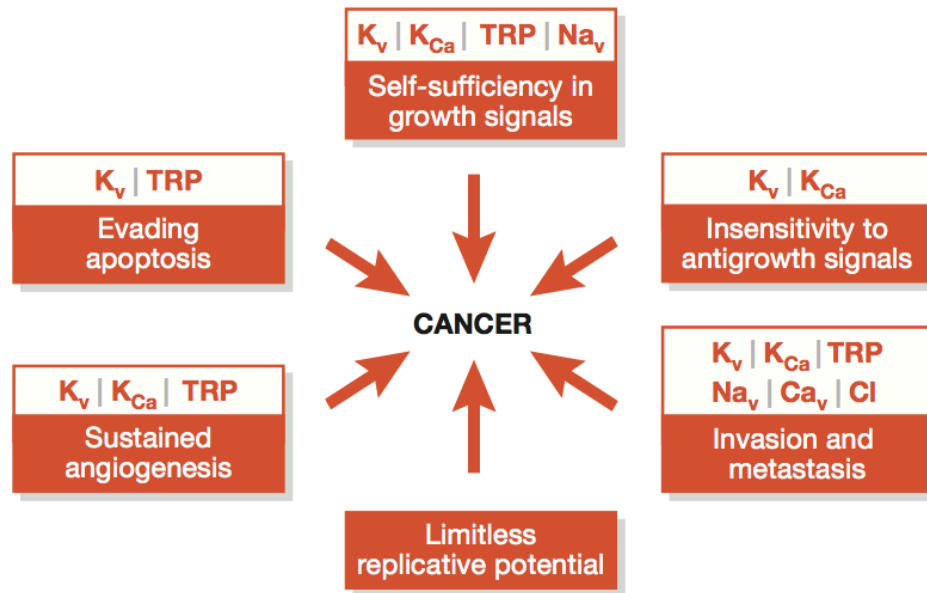 Kv | KCa | TRP | Nav
Self-sufficiency in
growth signals
Kv | TRP
Evading
apoptosis
Kv | KCa
Insensitivity to
antigrowth signals
CANCER
Kv | KCa | TRP
Sustained
angiogenesis
Kv | KCa | TRP
Nav | Cav | Cl
Invasion and
metastasis
Limitless
replicative potential